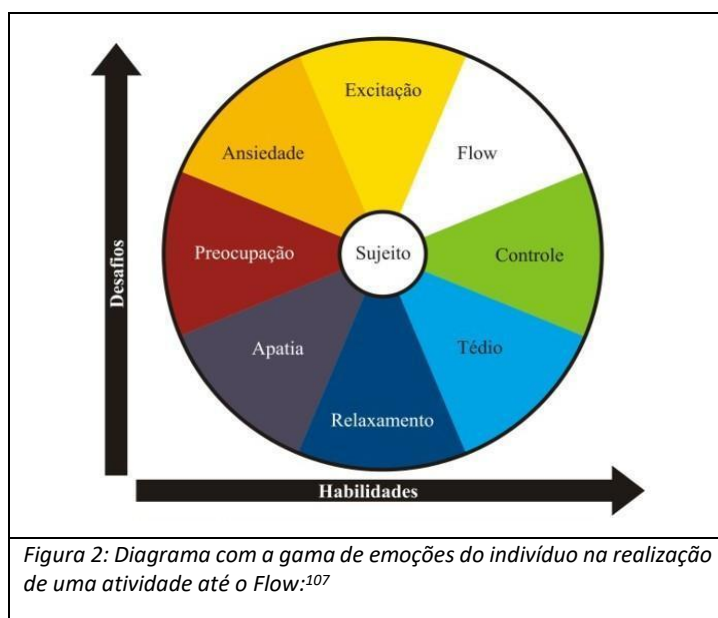 Excitação
Ansiedade
Flow
Preocupação
Sujeito
Controle
Desafios
Apatia
Tédio
Relaxamento
Habilidades
Figura 2: Diagrama com a gama de emoções do indivíduo na realização
de uma atividade até o Flow:107